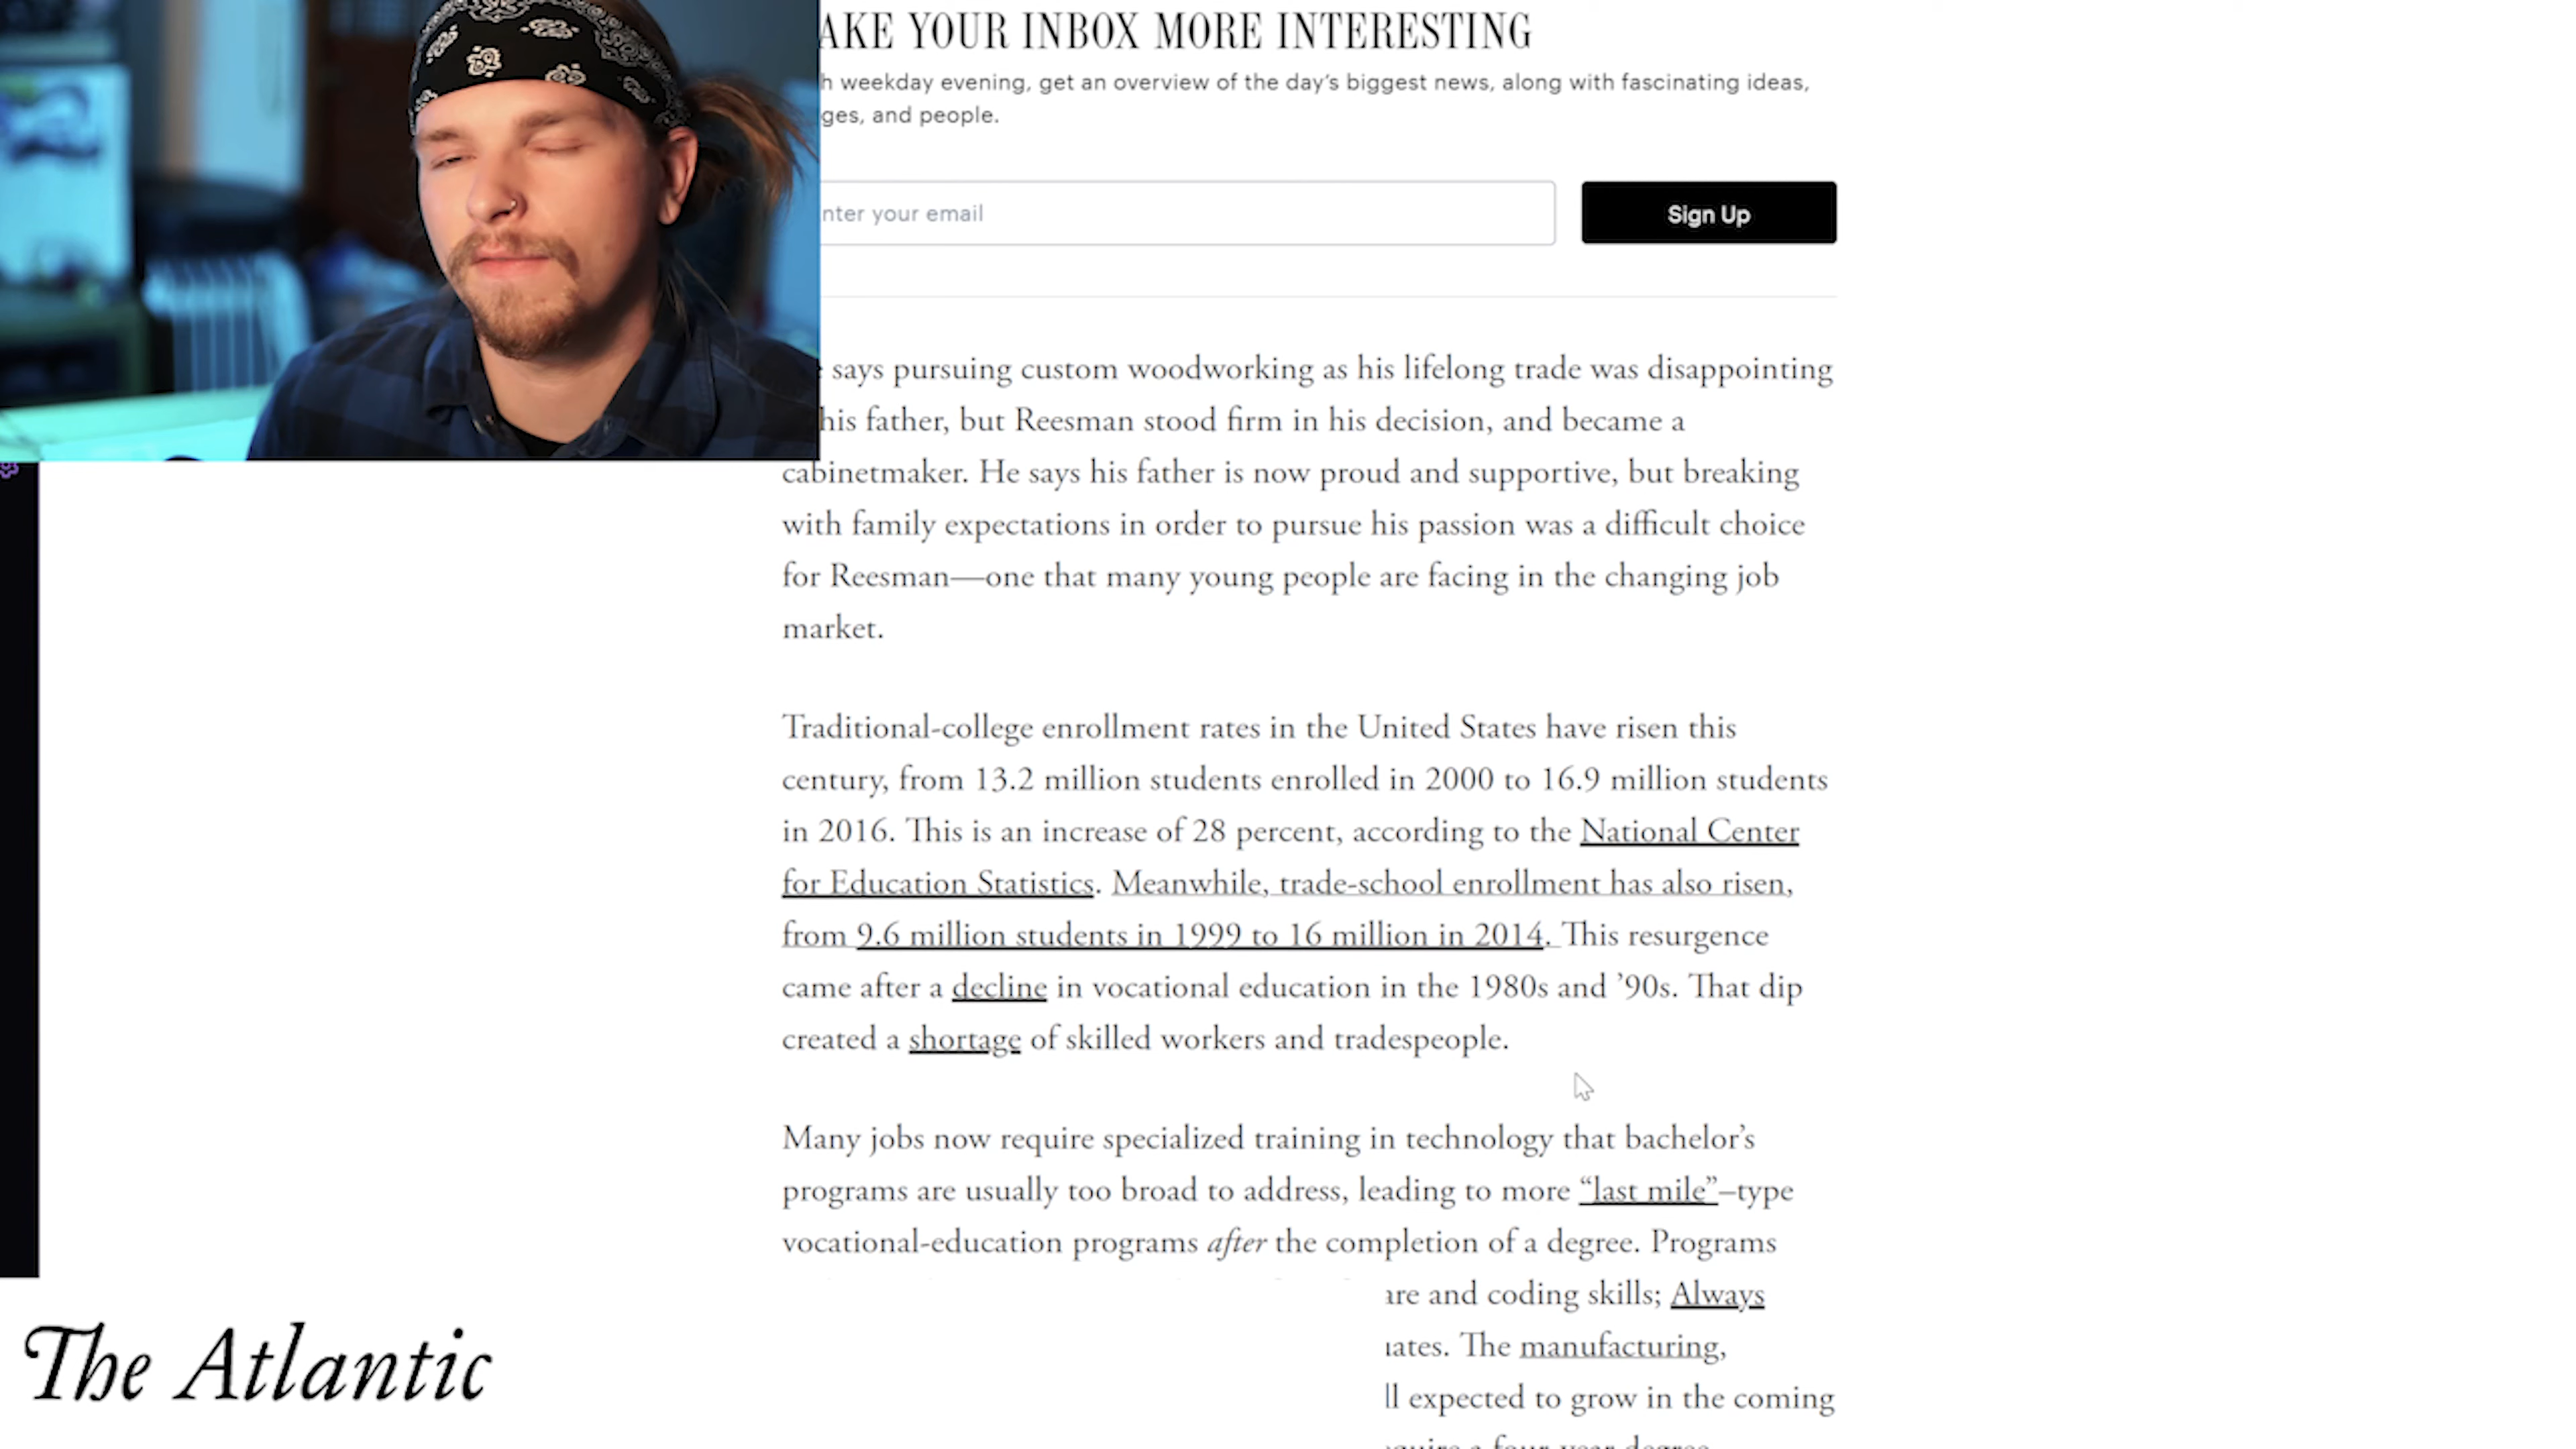 AKE YOUR INBOX MORE INTERESTING
h weekday evening, get an overview of the day's biggest news, along with fascinating ideas,
ges, and people.
nter your email
Sign Up
says pursuing custom woodworking as his lifelong trade was disappointing
his father, but Reesman stood firm in his decision, and became a
cabinetmaker. He says his father is now proud and supportive, but breaking
with family expectations in order to pursue his passion was a difficult choice
for Reesman—one that many young people are facing in the changing job
market.
Traditional-college enrollment rates in the United States have risen this
century, from 13.2 million students enrolled in 2000 to 16.9 million students
in 2016. This is an increase of 28 percent, according to the National Center
for Education Statistics. Meanwhile, trade-school enrollment has also risen,
from 9.6 million students in 1999 to 16 million in 2014. This resurgence
came after a decline in vocational education in the 1980s and ’90s. That dip
created a shortage of skilled workers and tradespeople.
Many jobs now require specialized training in technology that bachelor’s
programs are usually too broad to address, leading to more “last mile”–type
vocational-education programs after the completion of a degree. Programs
are and coding skills; Always
ates. The manufacturing,
ll expected to grow in the coming
The Atlantic